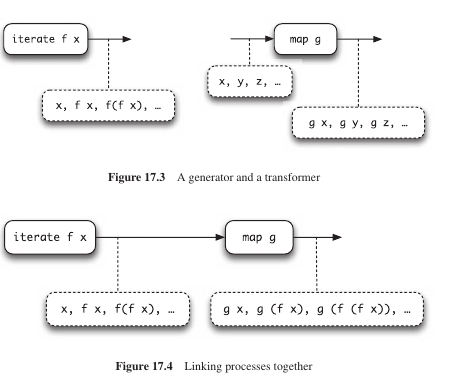 iterate f x
map g
x, f x, f(f x), …
x, y, z, …
g x, g y, g z, …
Figure 17.3 A generator and a transformer
iterate f x
map g
x, f x, f(f x), …
g x, g (f x), g (f (f x)), …
Figure 17.4 Linking processes together